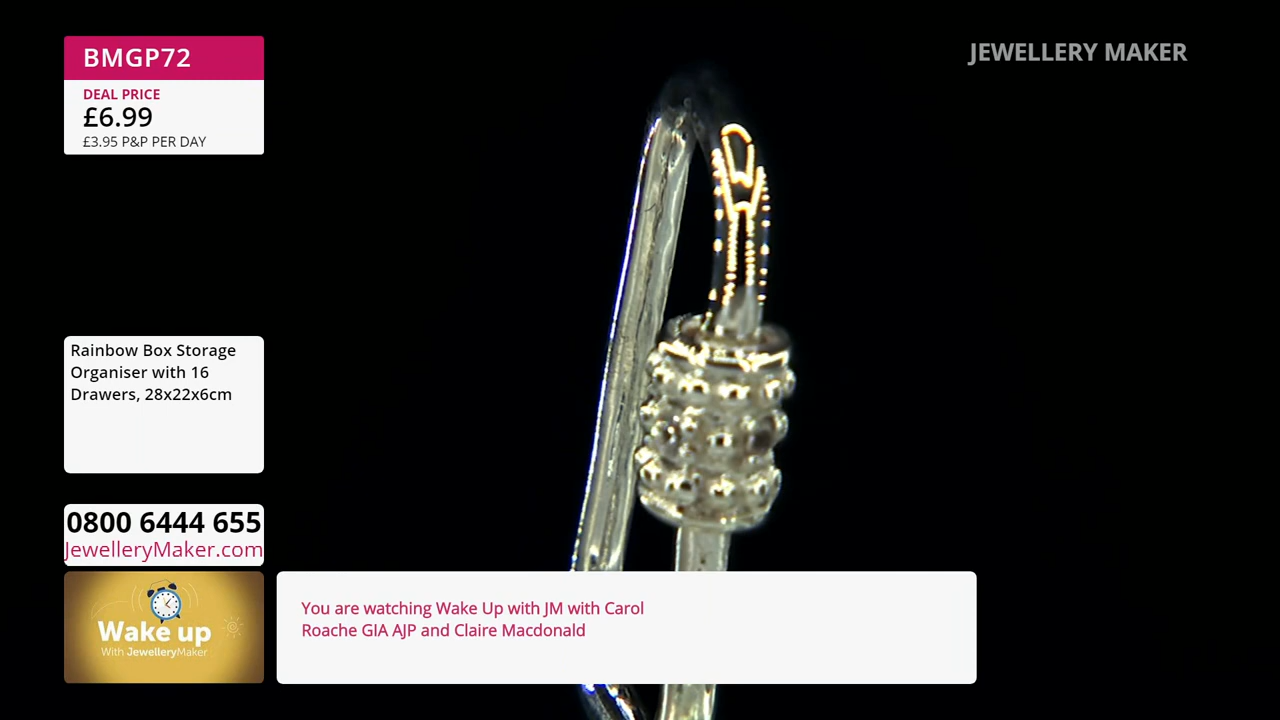 BMGP72
DEAL PRICE
£6.99
£3.95 P&P PER DAY
JEWELLERY MAKER
Rainbow Box Storage
Organiser with 16
Drawers, 28x22x6cm
0800 6444 655
JewelleryMaker.com
Wake up
With JewelleryMaker
You are watching Wake Up with JM with Carol
Roache GIA AJP and Claire Macdonald